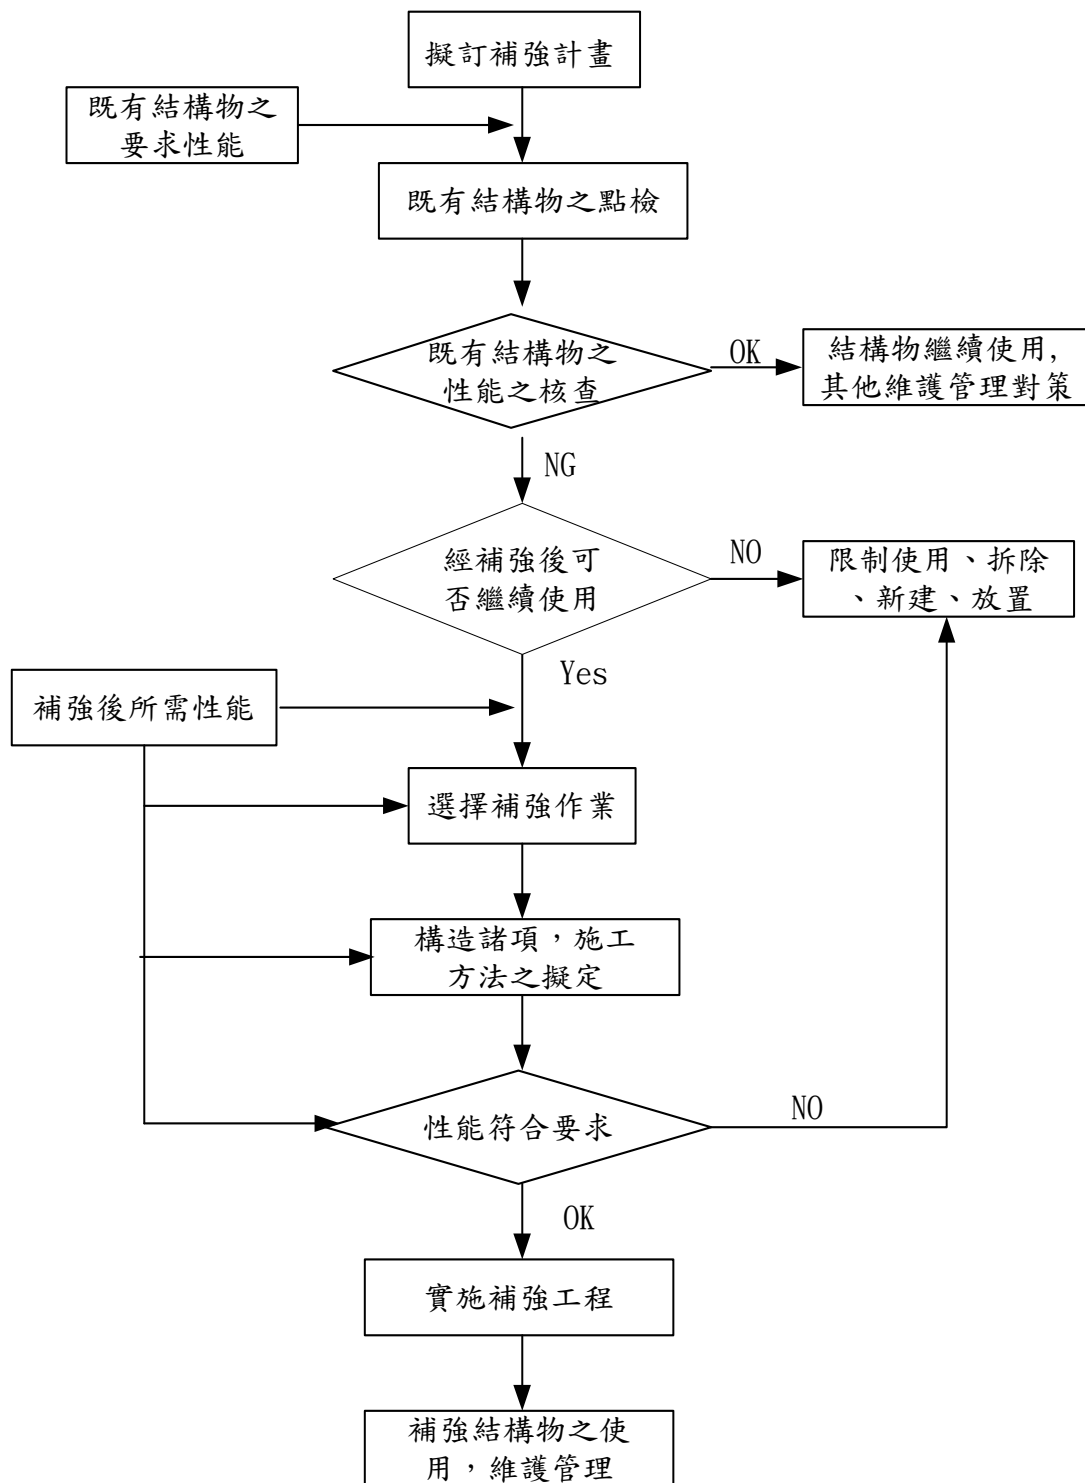 擬訂補強計畫
既有結構物之
要求性能
既有結構物之點檢
既有結構物之
性能之核查
OK
結構物繼續使用,
其他維護管理對策
NG
經補強後可
否繼續使用
NO
限制使用、拆除
、新建、放置
Yes
補強後所需性能
選擇補強作業
構造諸項，施工
方法之擬定
性能符合要求
NO
OK
實施補強工程
補強結構物之使
用，維護管理